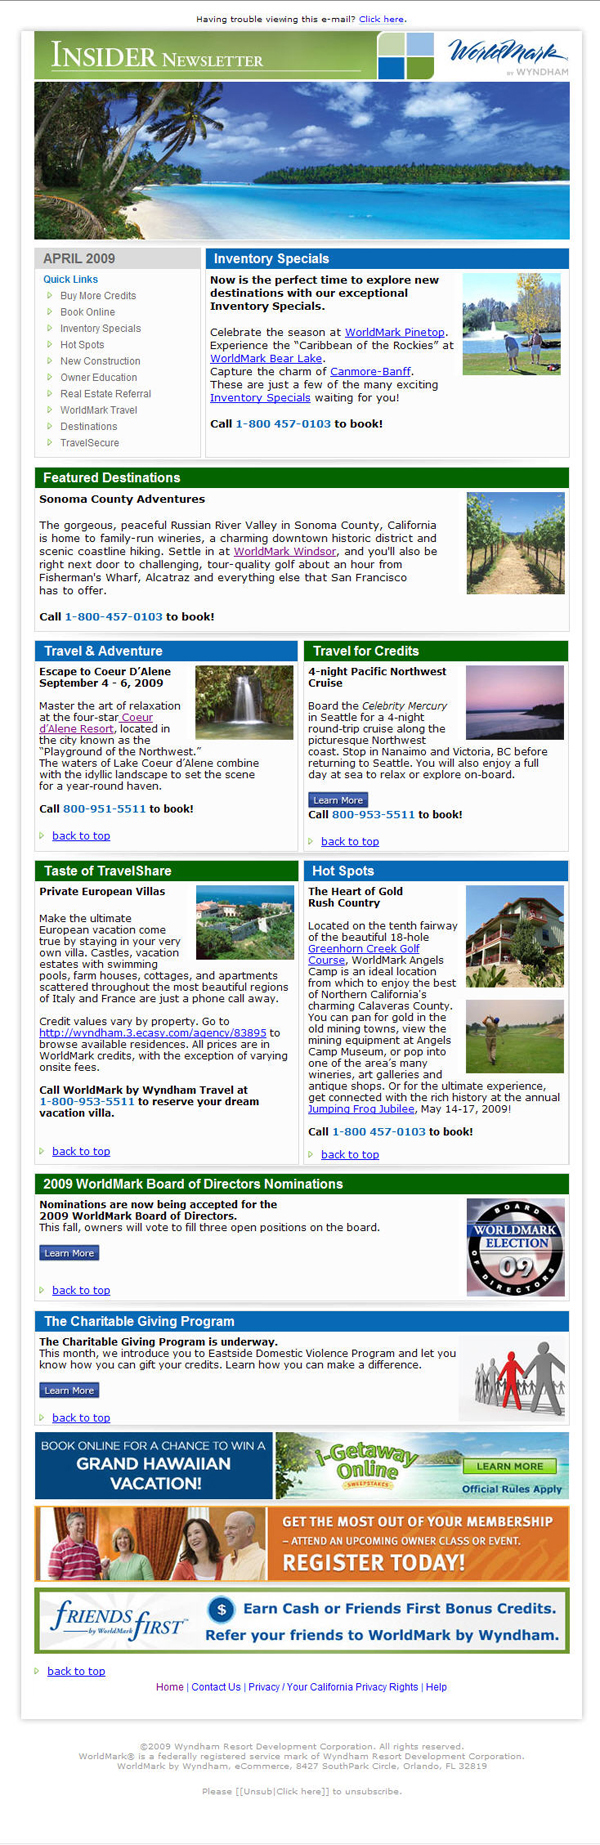 Having trouble viewing this e-mail? Click here.
INSIDER NEWSLETTER
WorldMark
BY WYNDHAM
APRIL 2009
Quick Links
Buy More Credits
Book Online
Inventory Specials
Hot Spots
New Construction
Owner Education
Real Estate Referral
WorldMark Travel
Destinations
TravelSecure
Inventory Specials
Now is the perfect time to explore new
destinations with our exceptional
Inventory Specials.
Celebrate the season at WorldMark Pinetop.
Experience the “Caribbean of the Rockies” at
WorldMark Bear Lake.
Capture the charm of Canmore-Banff.
These are just a few of the many exciting
Inventory Specials waiting for you!
Call 1-800 457-0103 to book!
Featured Destinations
Sonoma County Adventures
The gorgeous, peaceful Russian River Valley in Sonoma County, California
is home to family-run wineries, a charming downtown historic district and
scenic coastline hiking. Settle in at WorldMark Windsor, and you'll also be
right next door to challenging, tour-quality golf about an hour from
Fisherman's Wharf, Alcatraz and everything else that San Francisco
has to offer.
Call 1-800-457-0103 to book!
Travel & Adventure
Escape to Coeur D’Alene
September 4 - 6, 2009
Master the art of relaxation
at the four-star Coeur
d’Alene Resort, located in
the city known as the
“Playground of the Northwest.”
The waters of Lake Coeur d’Alene combine
with the idyllic landscape to set the scene
for a year-round haven.
Call 800-951-5511 to book!
back to top
Travel for Credits
4-night Pacific Northwest
Cruise
Board the Celebrity Mercury
in Seattle for a 4-night
round-trip cruise along the
picturesque Northwest
coast. Stop in Nanaimo and Victoria, BC before
returning to Seattle. You will also enjoy a full
day at sea to relax or explore on-board.
Learn More
Call 800-953-5511 to book!
back to top
Taste of TravelShare
Private European Villas
Make the ultimate
European vacation come
true by staying in your very
own villa. Castles, vacation
estates with swimming
pools, farm houses, cottages, and apartments
scattered throughout the most beautiful regions
of Italy and France are just a phone call away.
Credit values vary by property. Go to
http://wyndham.3.ecasy.com/agency/83895 to
browse available residences. All prices are in
WorldMark credits, with the exception of varying
onsite fees.
Call WorldMark by Wyndham Travel at
1-800-953-5511 to reserve your dream
vacation villa.
back to top
Hot Spots
The Heart of Gold
Rush Country
Located on the tenth fairway
of the beautiful 18-hole
Greenhorn Creek Golf
Course, WorldMark Angels
Camp is an ideal location
from which to enjoy the best
of Northern California's
charming Calaveras County.
You can pan for gold in the
old mining towns, view the
mining equipment at Angels
Camp Museum, or pop into
one of the area’s many
wineries, art galleries and
antique shops. Or for the ultimate experience,
get connected with the rich history at the annual
Jumping Frog Jubilee, May 14-17, 2009!
Call 1-800 457-0103 to book!
back to top
2009 WorldMark Board of Directors Nominations
Nominations are now being accepted for the
2009 WorldMark Board of Directors.
This fall, owners will vote to fill three open positions on the board.
Learn More
back to top
BOARD
WORLDMARK
ELECTION
09
OF DIRECTORS
The Charitable Giving Program
The Charitable Giving Program is underway.
This month, we introduce you to Eastside Domestic Violence Program and let you
know how you can gift your credits. Learn how you can make a difference.
Learn More
back to top
BOOK ONLINE FOR A CHANCE TO WIN A
GRAND HAWAIIAN
VACATION!
i-Getaway
Online
SWEEPSTAKES
LEARN MORE
Official Rules Apply
GET THE MOST OUT OF YOUR MEMBERSHIP
– ATTEND AN UPCOMING OWNER CLASS OR EVENT.
REGISTER TODAY!
FRIENDS FIRST™
by WorldMark
$ Earn Cash or Friends First Bonus Credits.
Refer your friends to WorldMark by Wyndham.
back to top
Home | Contact Us | Privacy / Your California Privacy Rights | Help
©2009 Wyndham Resort Development Corporation. All rights reserved.
WorldMark® is a federally registered service mark of Wyndham Resort Development Corporation.
WorldMark by Wyndham, eCommerce, 8427 SouthPark Circle, Orlando, FL 32819
Please [[Unsub|Click here]] to unsubscribe.